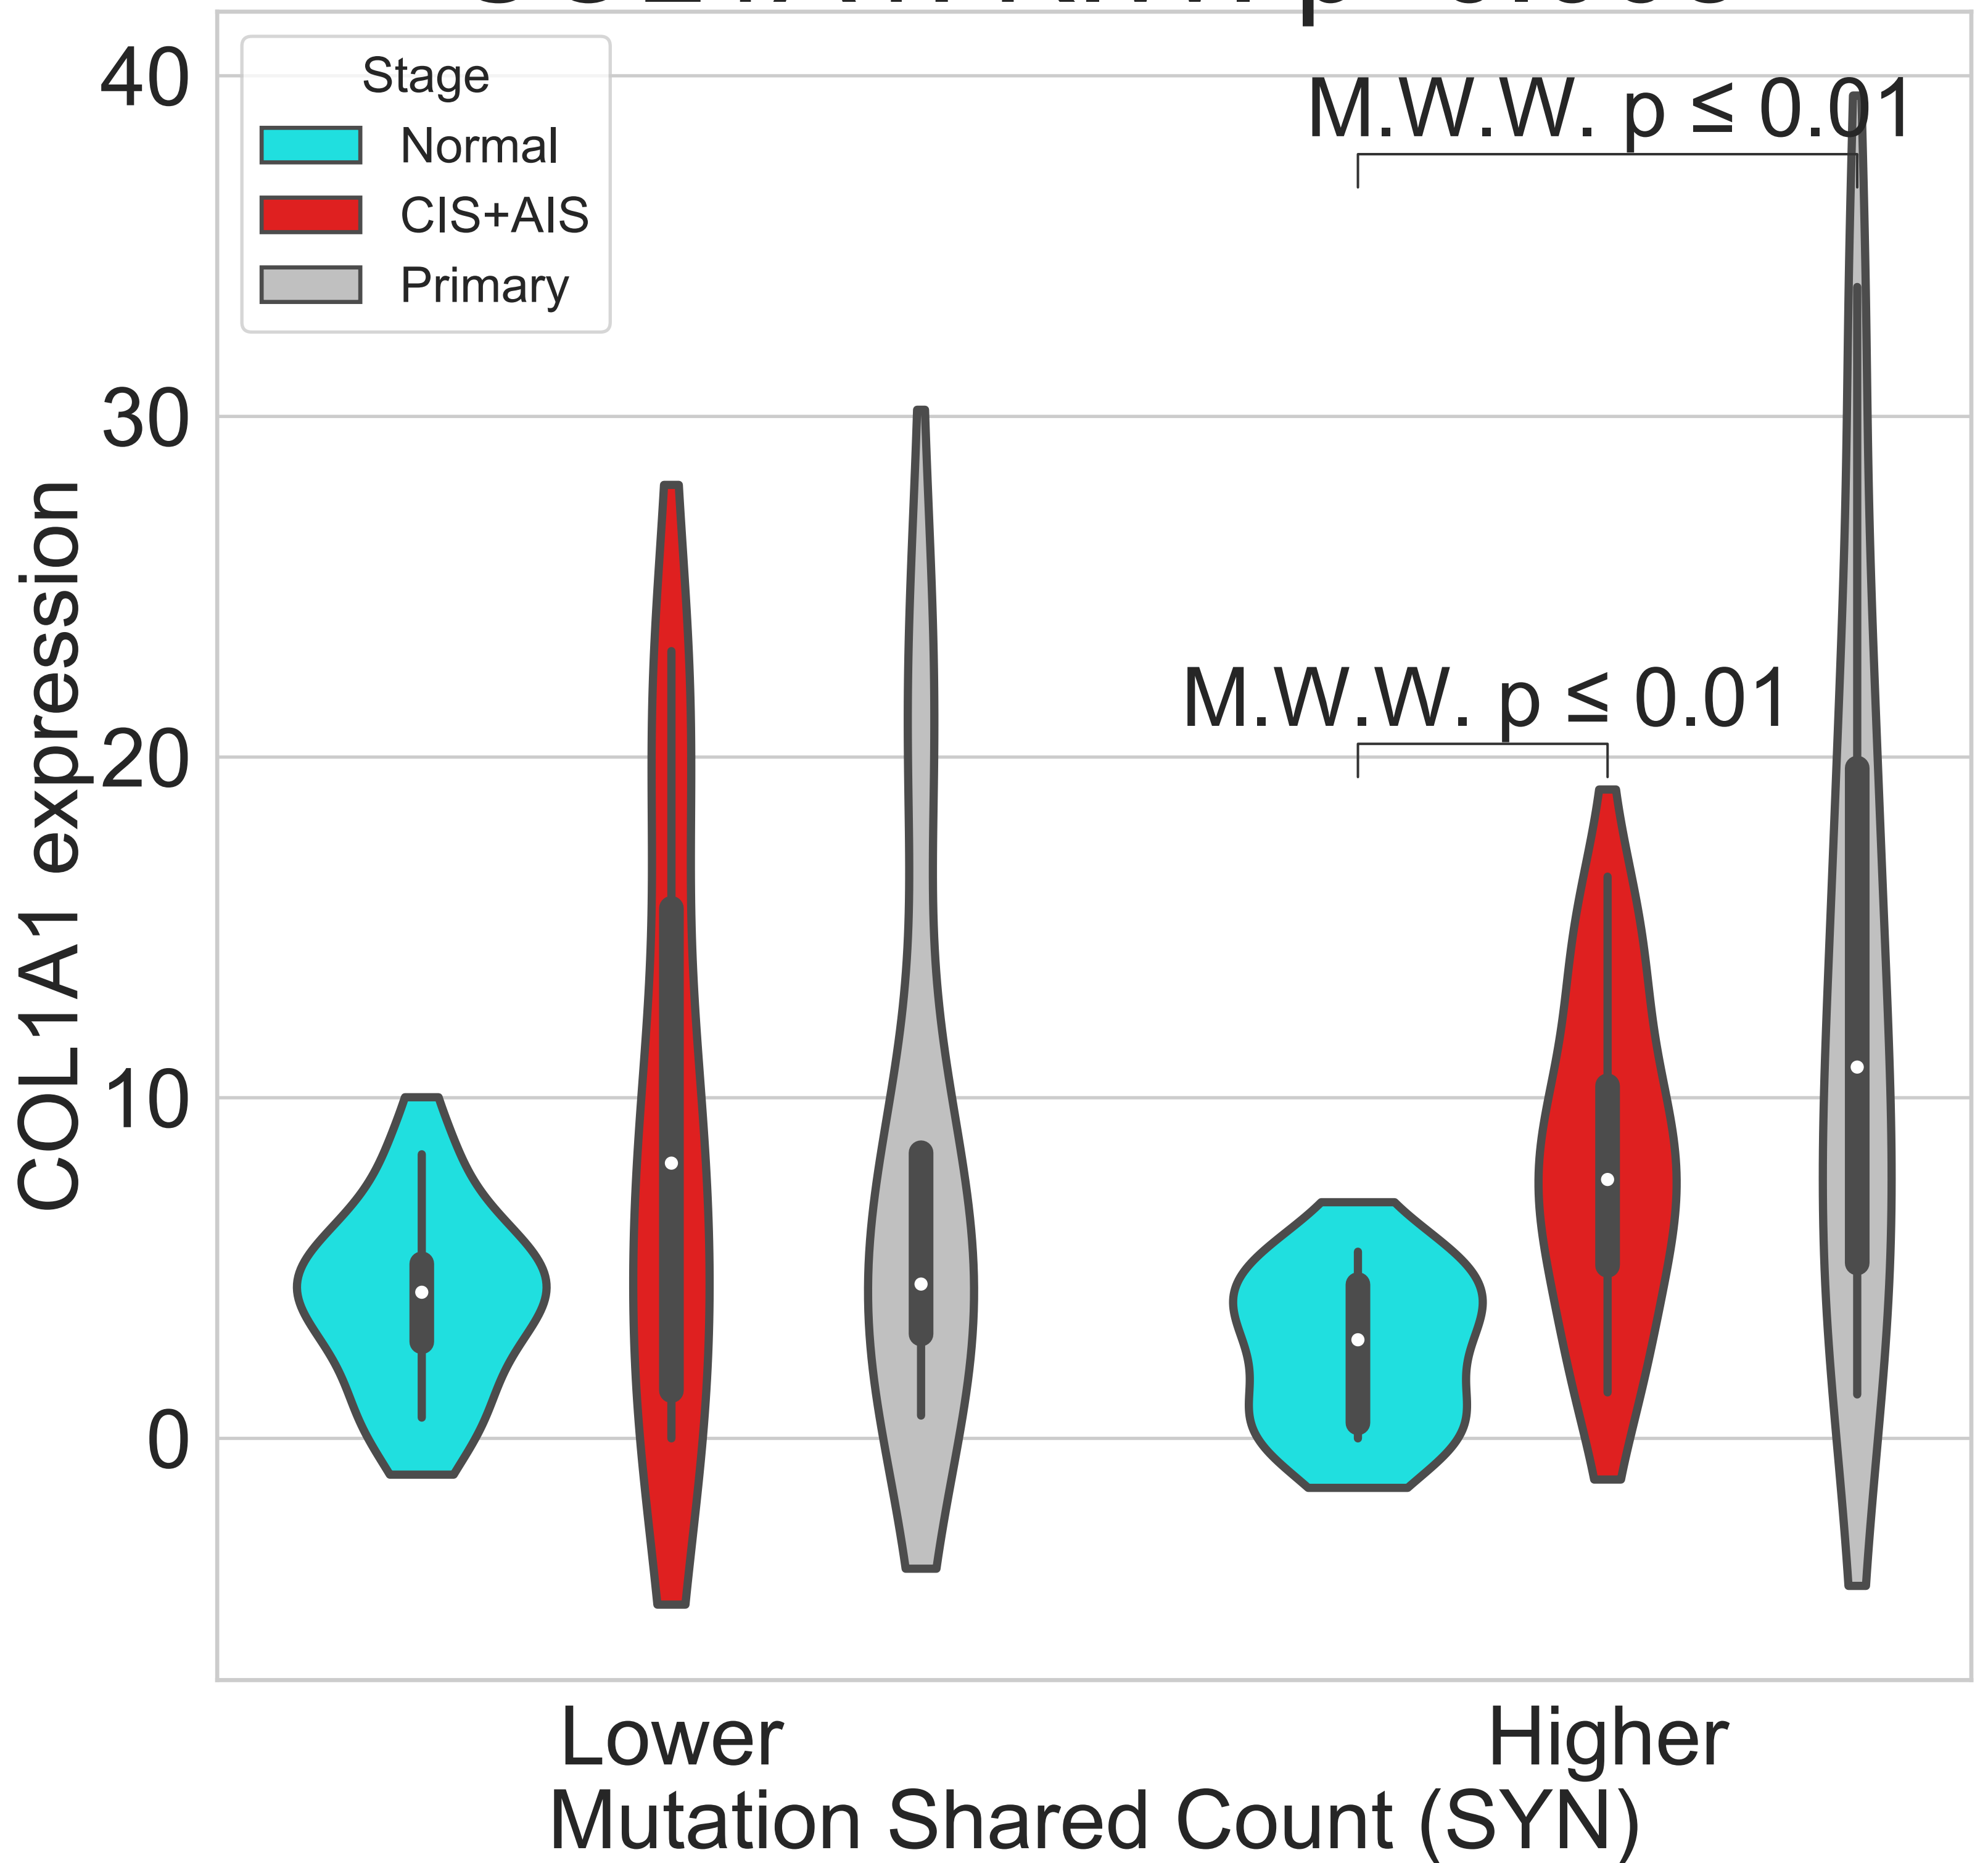 Stage
Normal
CIS+AIS
Primary
M.W.W. p ≤ 0.01
M.W.W. p ≤ 0.01
40
30
20
10
0
COL1A1 expression
Lower
Higher
Mutation Shared Count (SYN)